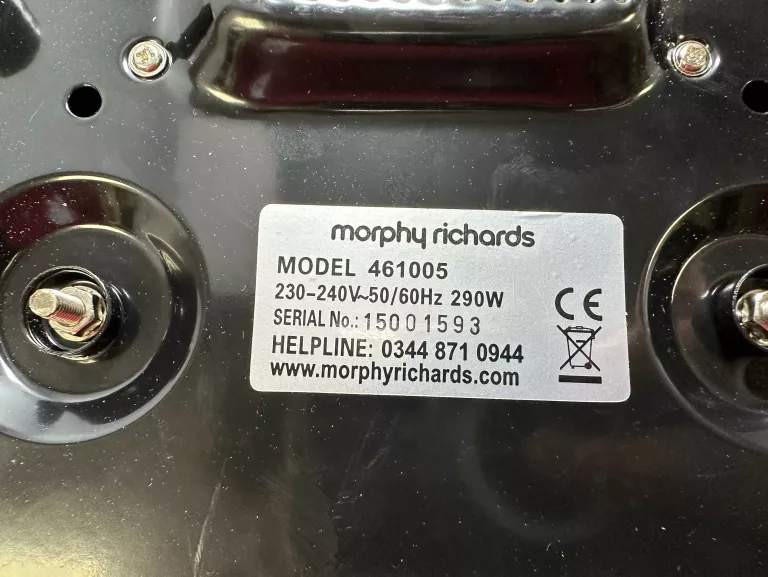 morphy richards
MODEL 461005
230-240V~50/60Hz 290W
SERIAL No.: 15001593
HELPLINE: 0344 871 0944
www.morphyrichards.com
CE